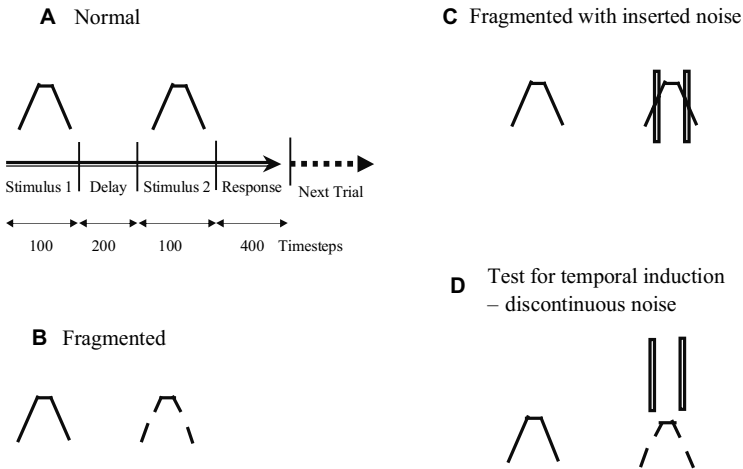 A Normal
Stimulus 1 Delay Stimulus 2 Response Next Trial
100 200 100 400 Timesteps
B Fragmented
C Fragmented with inserted noise
D Test for temporal induction
– discontinuous noise